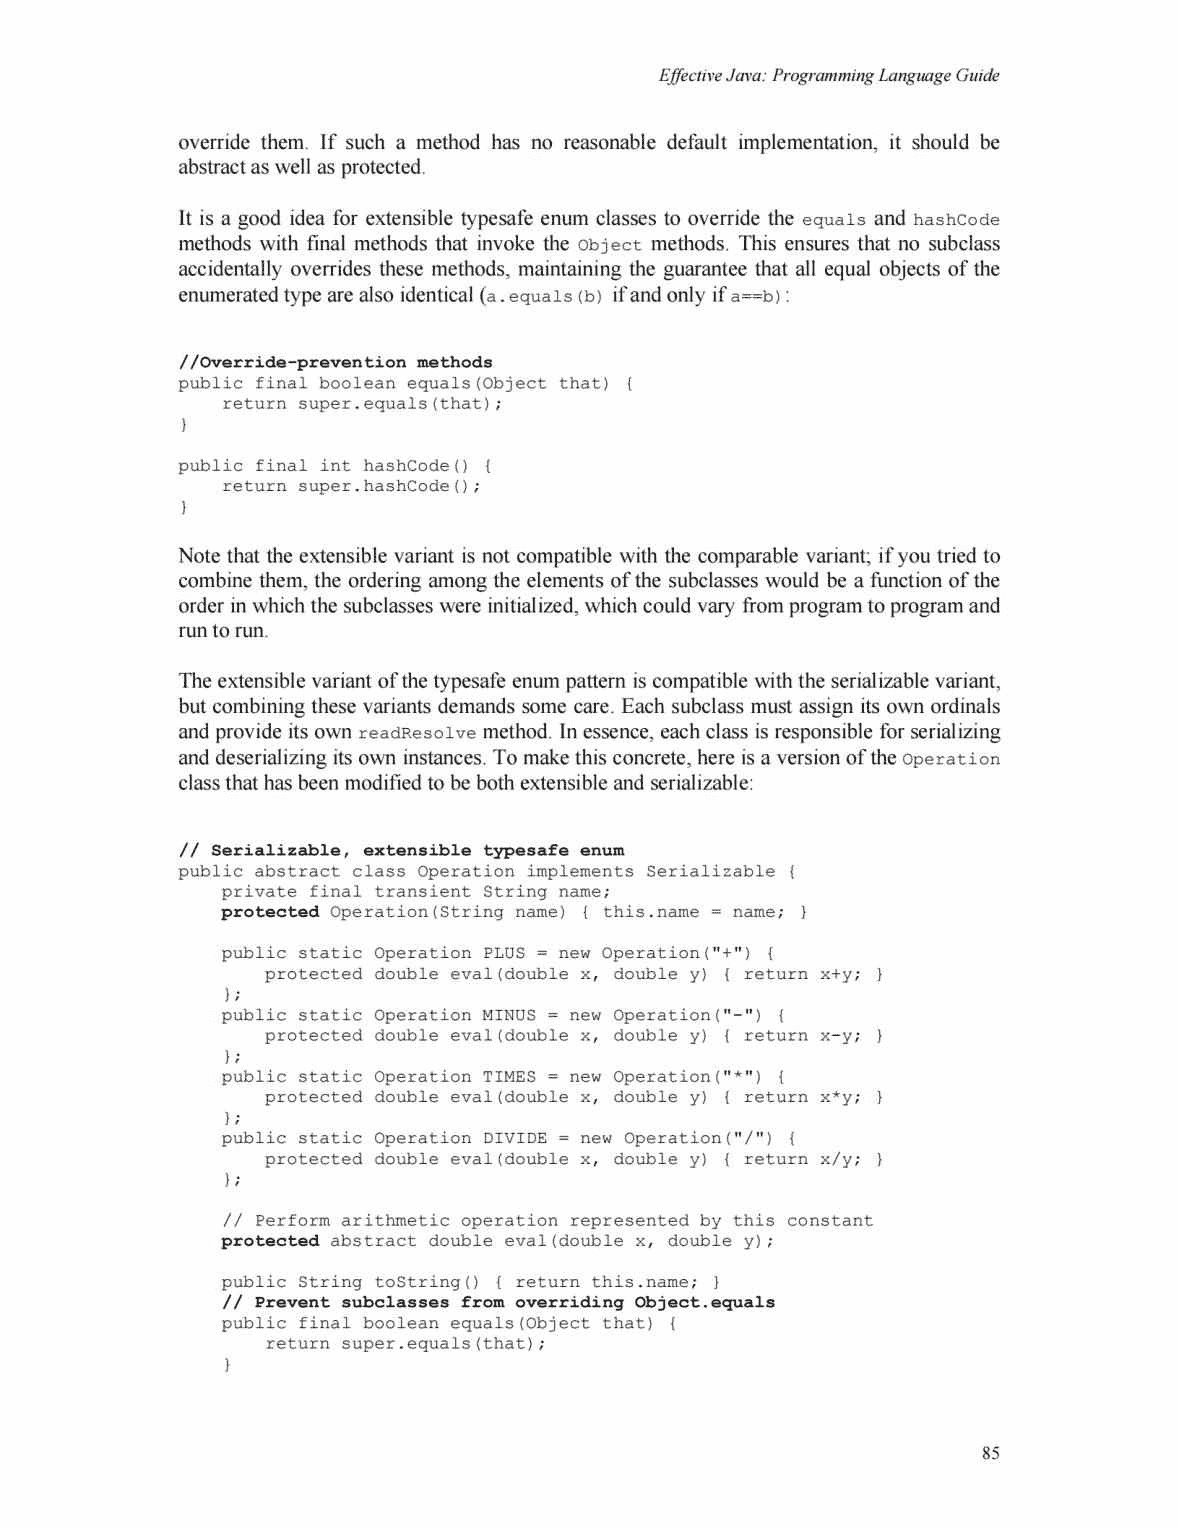 Effective Java: Programming Language Guide
override them. If such a method has no reasonable default implementation, it should be
abstract as well as protected.
It is a good idea for extensible typesafe enum classes to override the equals and hashCode
methods with final methods that invoke the Object methods. This ensures that no subclass
accidentally overrides these methods, maintaining the guarantee that all equal objects of the
enumerated type are also identical (a.equals(b) if and only if a==b):
//Override-prevention methods
public final boolean equals(Object that) {
    return super.equals(that);
}
public final int hashCode() {
    return super.hashCode();
}
Note that the extensible variant is not compatible with the comparable variant; if you tried to
combine them, the ordering among the elements of the subclasses would be a function of the
order in which the subclasses were initialized, which could vary from program to program and
run to run.
The extensible variant of the typesafe enum pattern is compatible with the serializable variant,
but combining these variants demands some care. Each subclass must assign its own ordinals
and provide its own readResolve method. In essence, each class is responsible for serializing
and deserializing its own instances. To make this concrete, here is a version of the Operation
class that has been modified to be both extensible and serializable:
// Serializable, extensible typesafe enum
public abstract class Operation implements Serializable {
    private final transient String name;
    protected Operation(String name) { this.name = name; }
    public static Operation PLUS = new Operation("+") {
        protected double eval(double x, double y) { return x+y; }
    };
    public static Operation MINUS = new Operation("-") {
        protected double eval(double x, double y) { return x-y; }
    };
    public static Operation TIMES = new Operation("*") {
        protected double eval(double x, double y) { return x*y; }
    };
    public static Operation DIVIDE = new Operation("/") {
        protected double eval(double x, double y) { return x/y; }
    };
    // Perform arithmetic operation represented by this constant
    protected abstract double eval(double x, double y);
    public String toString() { return this.name; }
    // Prevent subclasses from overriding Object.equals
    public final boolean equals(Object that) {
        return super.equals(that);
    }
85